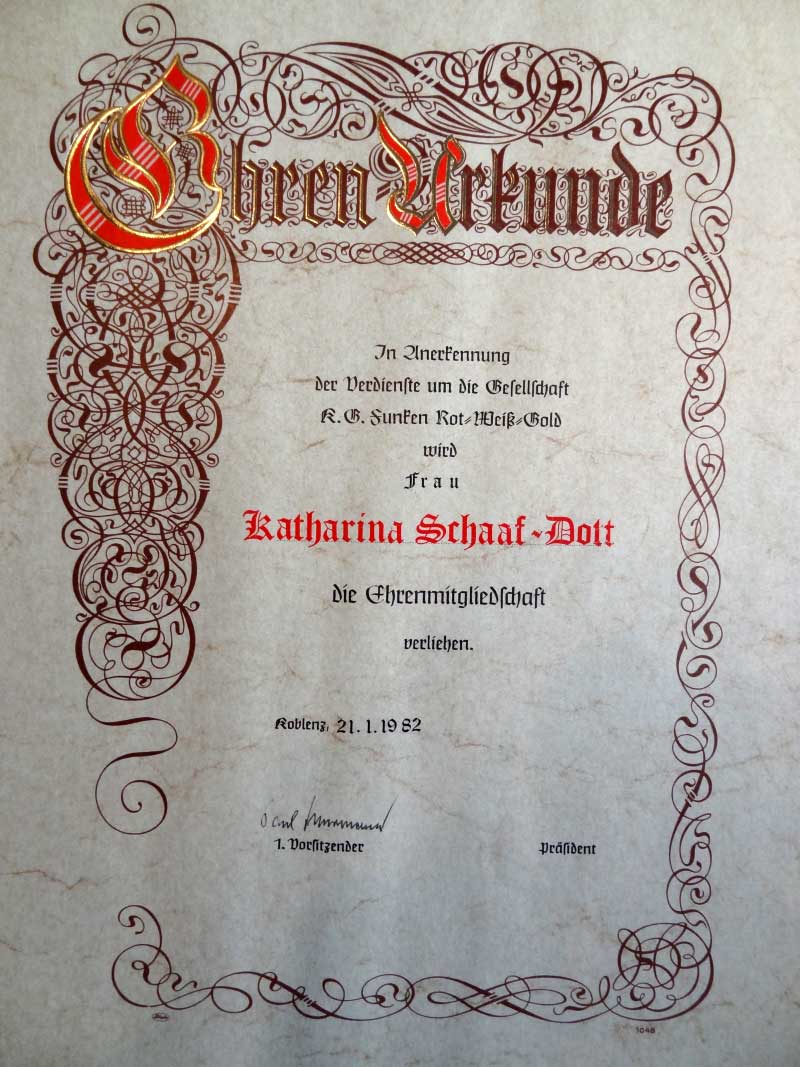 Ehren-Urkunde
In Anerkennung
der Verdienste um die Gesellschaft
K. G. Funken Rot-Weiß-Gold
wird
Frau
Katharina Schaaf-Dott
die Ehrenmitgliedschaft
verliehen.
Koblenz, 21.1.1982
1. Vorsitzender Präsident
1048